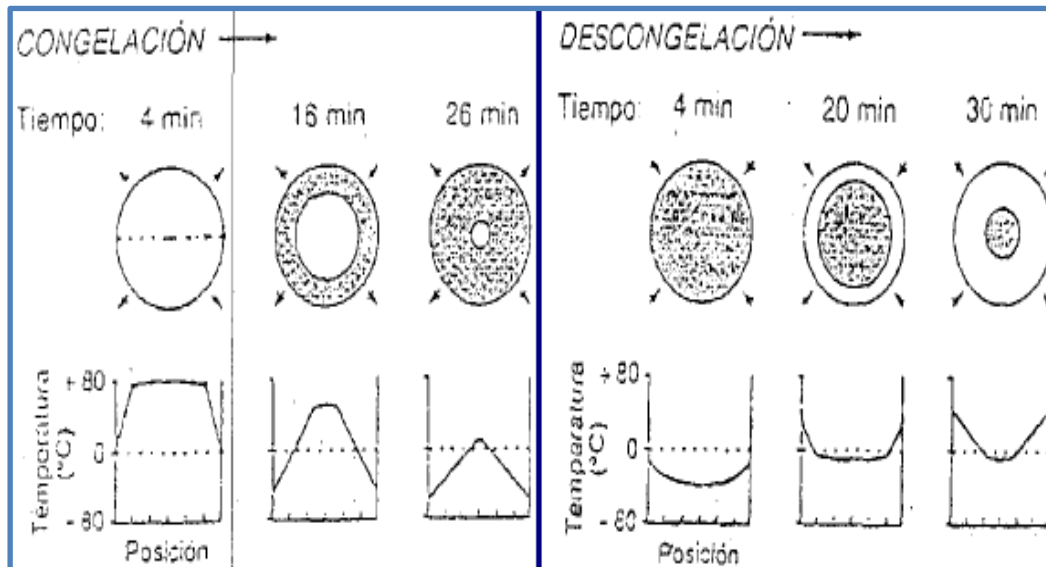 CONGELACIÓN
Tiempo: 4 min 16 min 26 min
Temperatura (°C)
+ 80
0
- 80
Posición
DESCONGELACIÓN
Tiempo: 4 min 20 min 30 min
Temparatura (°C)
+ 80
0
- 80
Posición